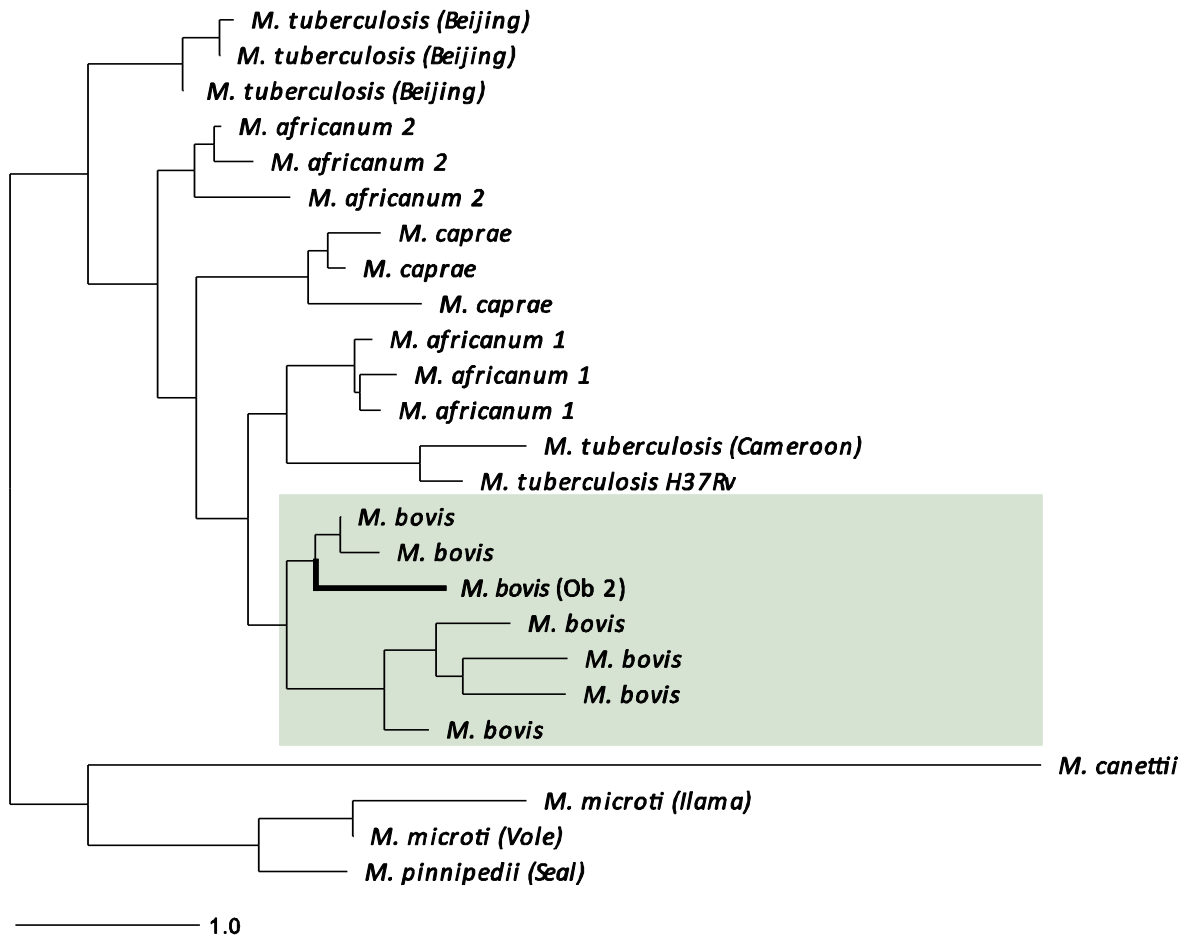 M. tuberculosis (Beijing)
M. tuberculosis (Beijing)
M. tuberculosis (Beijing)
M. africanum 2
M. africanum 2
M. africanum 2
M. caprae
M. caprae
M. caprae
M. africanum 1
M. africanum 1
M. africanum 1
M. tuberculosis (Cameroon)
M. tuberculosis H37Rv
M. bovis
M. bovis
M. bovis (Ob 2)
M. bovis
M. bovis
M. bovis
M. bovis
M. canettii
M. microti (Ilama)
M. microti (Vole)
M. pinnipedii (Seal)
1.0